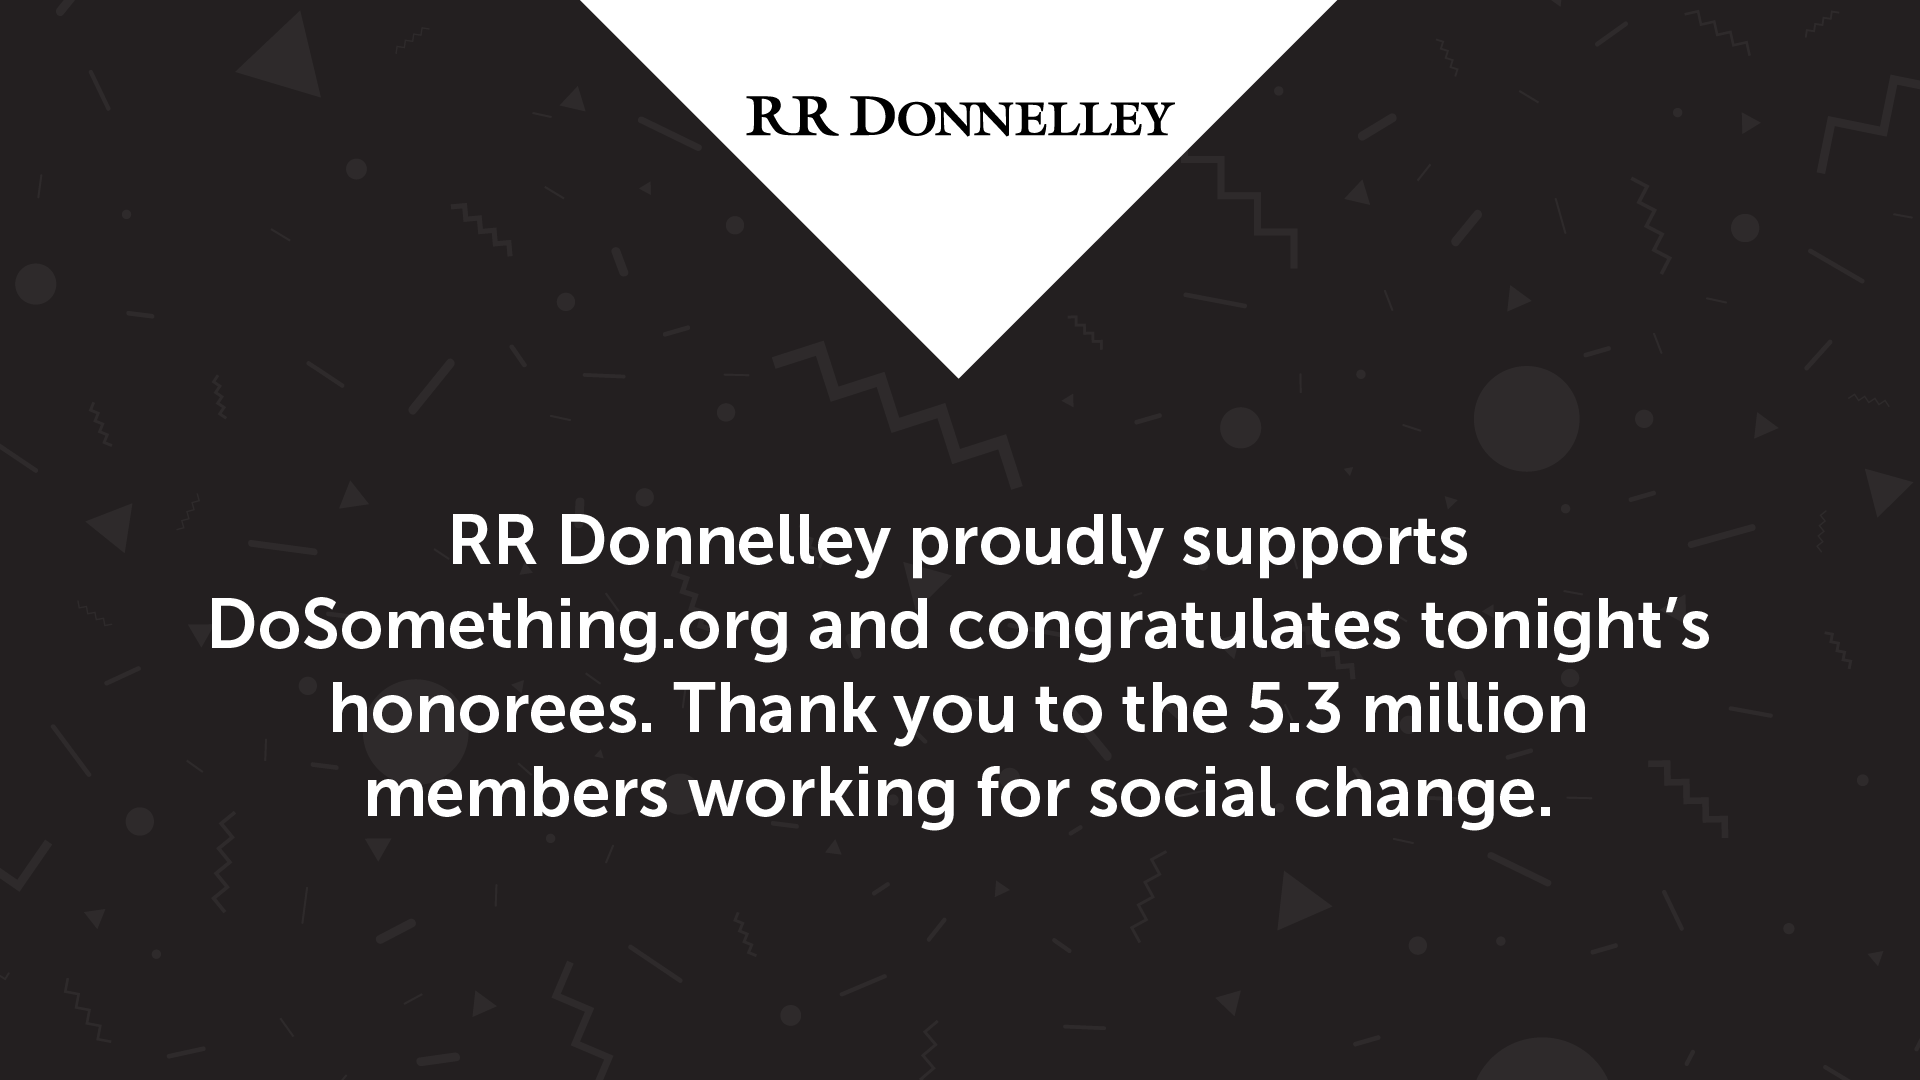 RR DONNELLEY
RR Donnelley proudly supports
DoSomething.org and congratulates tonight’s
honorees. Thank you to the 5.3 million
members working for social change.